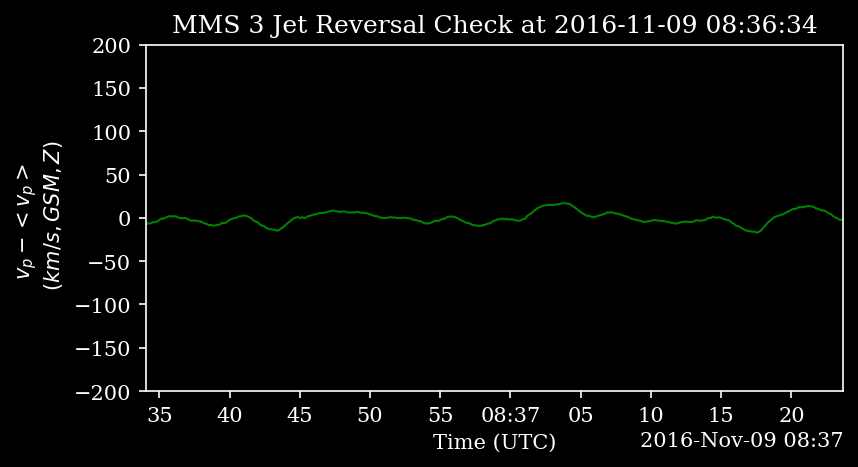 MMS 3 Jet Reversal Check at 2016-11-09 08:36:34
200
150
100
50
0
−50
−100
−150
−200
v_p − < v_p >
(km/s, GSM, Z)
35 40 45 50 55 08:37 05 10 15 20
Time (UTC)
2016-Nov-09 08:37